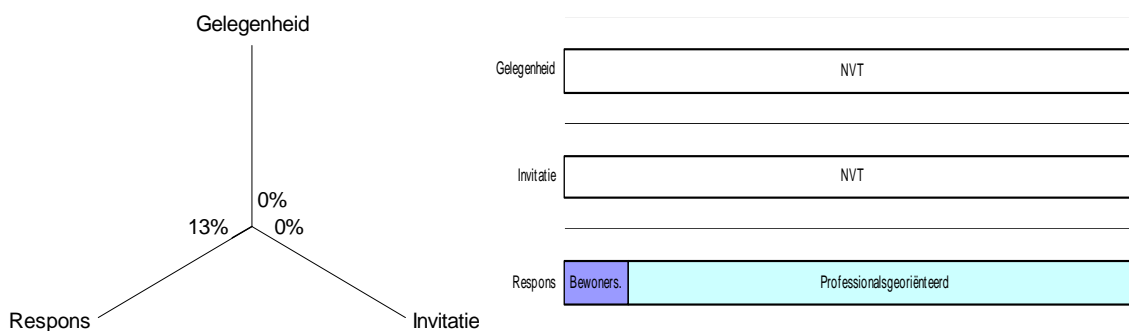 Gelegenheid
0%
13%
0%
Respons
Invitatie
Gelegenheid
NVT
Invitatie
NVT
Respons
Bewoners.
Professionalsgeoriënteerd